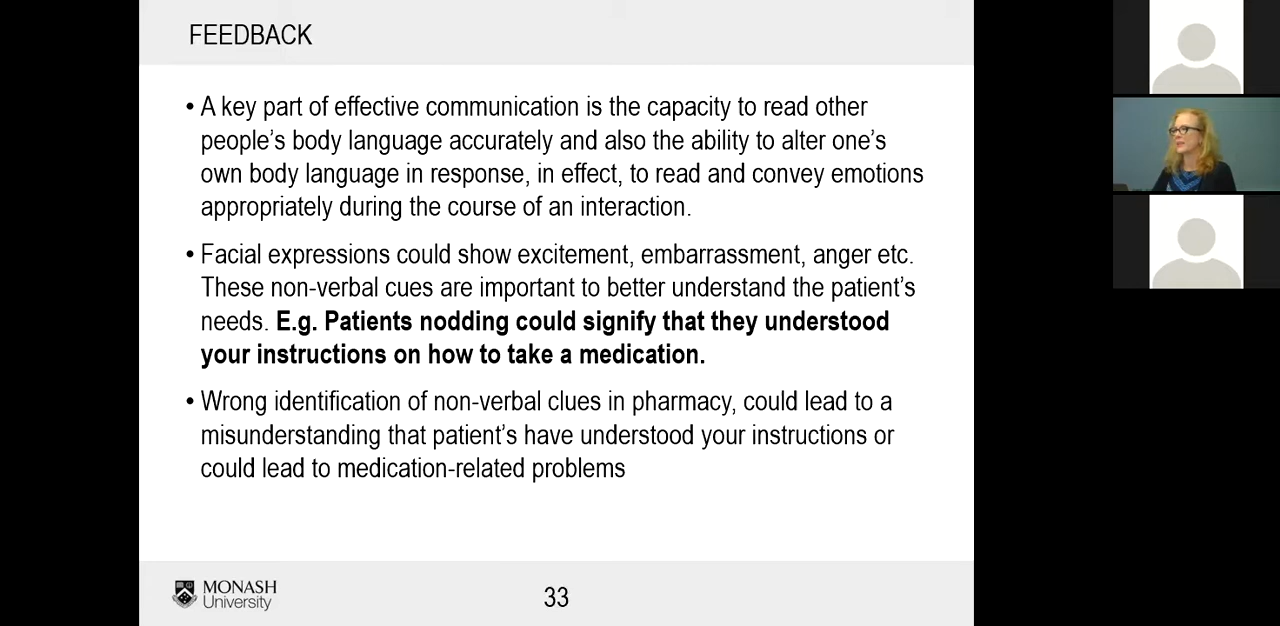 FEEDBACK
• A key part of effective communication is the capacity to read other
people's body language accurately and also the ability to alter one's
own body language in response, in effect, to read and convey emotions
appropriately during the course of an interaction.
• Facial expressions could show excitement, embarrassment, anger etc.
These non-verbal cues are important to better understand the patient's
needs. E.g. Patients nodding could signify that they understood
your instructions on how to take a medication.
• Wrong identification of non-verbal clues in pharmacy, could lead to a
misunderstanding that patient's have understood your instructions or
could lead to medication-related problems
MONASH
University
33